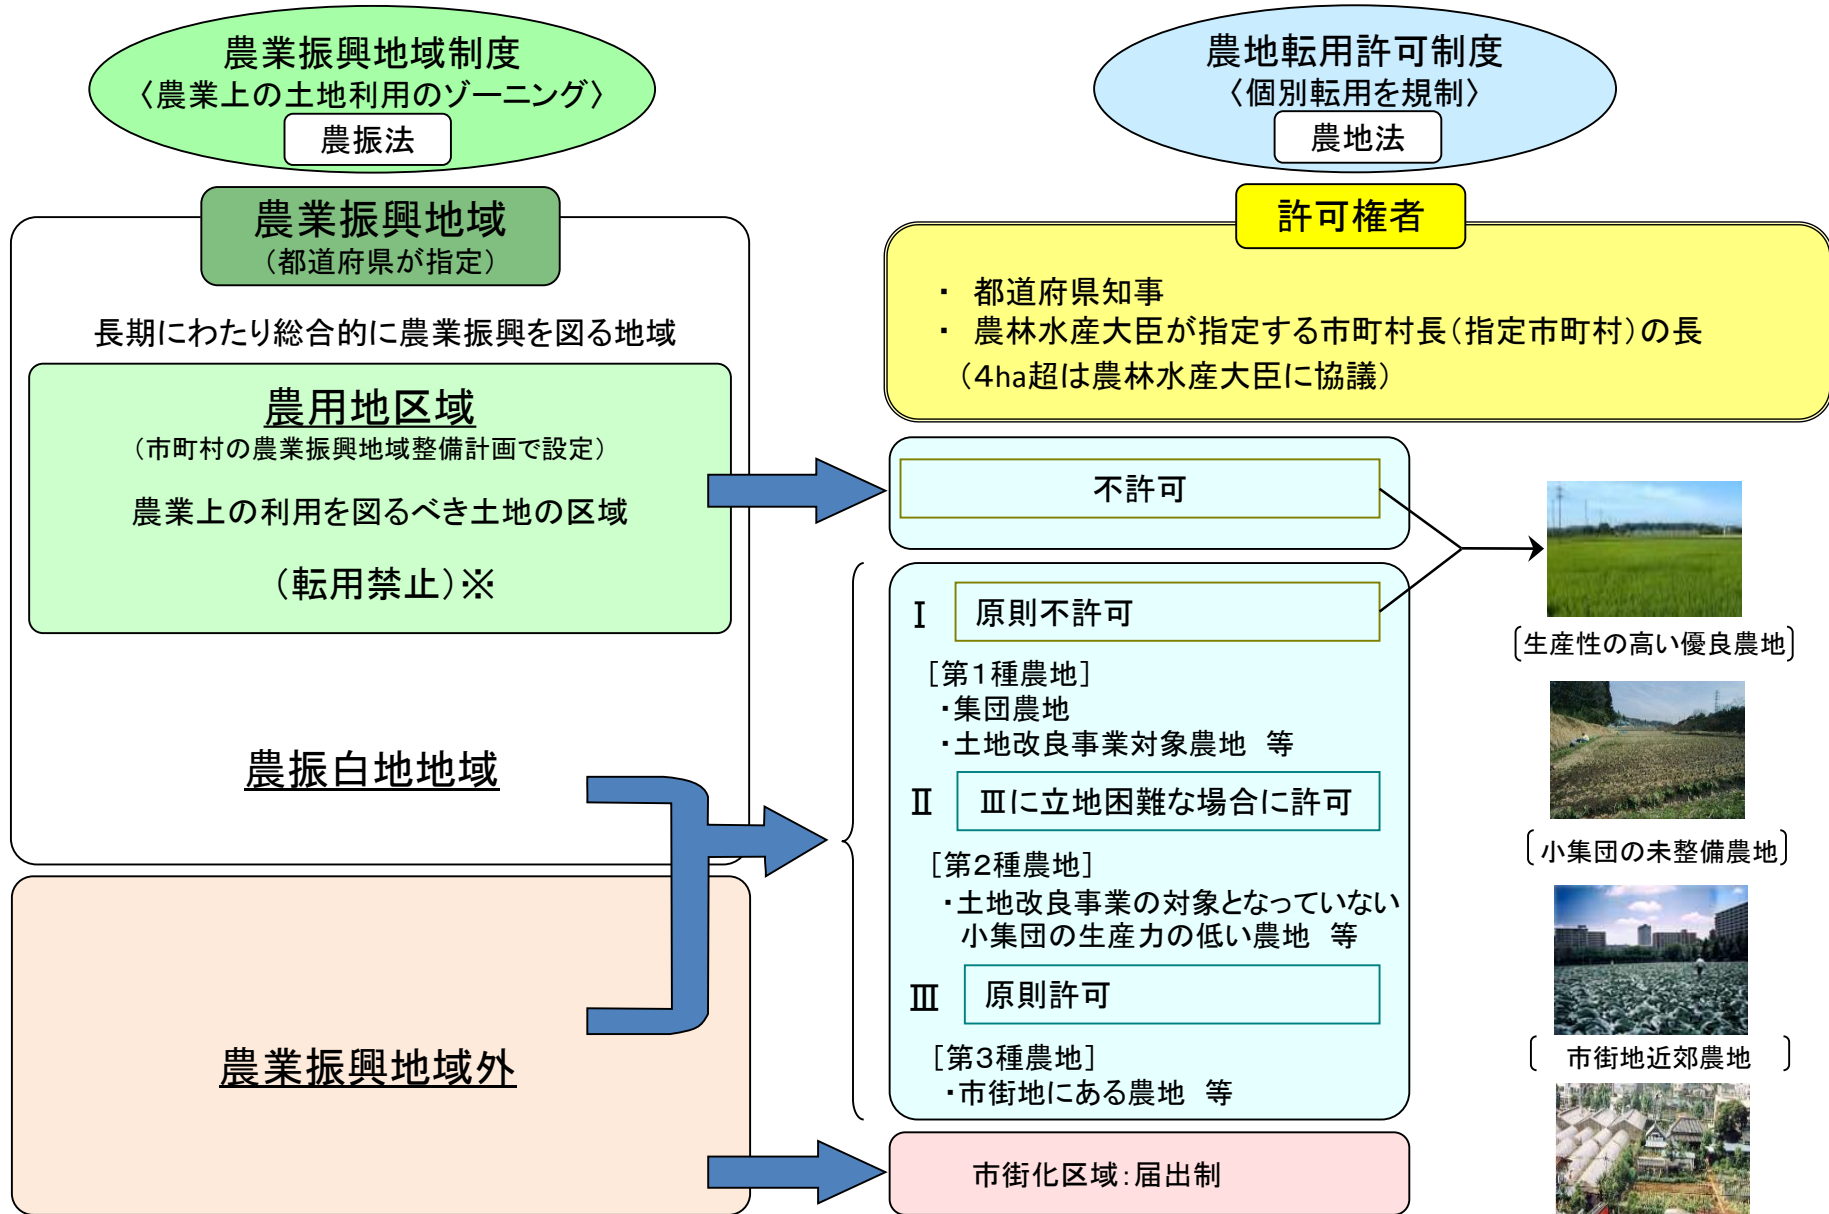 農業振興地域制度
〈農業上の土地利用のゾーニング〉
農振法
農業振興地域
(都道府県が指定)
長期にわたり総合的に農業振興を図る地域
農用地区域
(市町村の農業振興地域整備計画で設定)
農業上の利用を図るべき土地の区域
(転用禁止)※
農振白地地域
農業振興地域外
農地転用許可制度
〈個別転用を規制〉
農地法
許可権者
・ 都道府県知事
・ 農林水産大臣が指定する市町村長(指定市町村)の長
(4ha超は農林水産大臣に協議)
不許可
Ⅰ 原則不許可
[第1種農地]
・集団農地
・土地改良事業対象農地 等
Ⅱ Ⅲに立地困難な場合に許可
[第2種農地]
・土地改良事業の対象となっていない
小集団の生産力の低い農地 等
Ⅲ 原則許可
[第3種農地]
・市街地にある農地 等
市街化区域:届出制
〔生産性の高い優良農地〕
〔小集団の未整備農地〕
〔 市街地近郊農地 〕